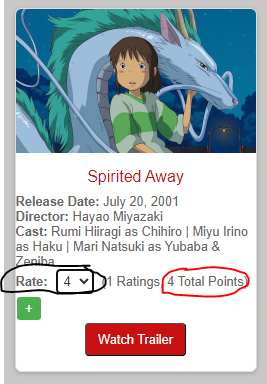 Spirited Away
Release Date: July 20, 2001
Director: Hayao Miyazaki
Cast: Rumi Hiiragi as Chihiro | Miyu Irino
as Haku | Mari Natsuki as Yubaba &
Zeniba
Rate: 4 (1 Ratings, 4 Total Points)
+
Watch Trailer